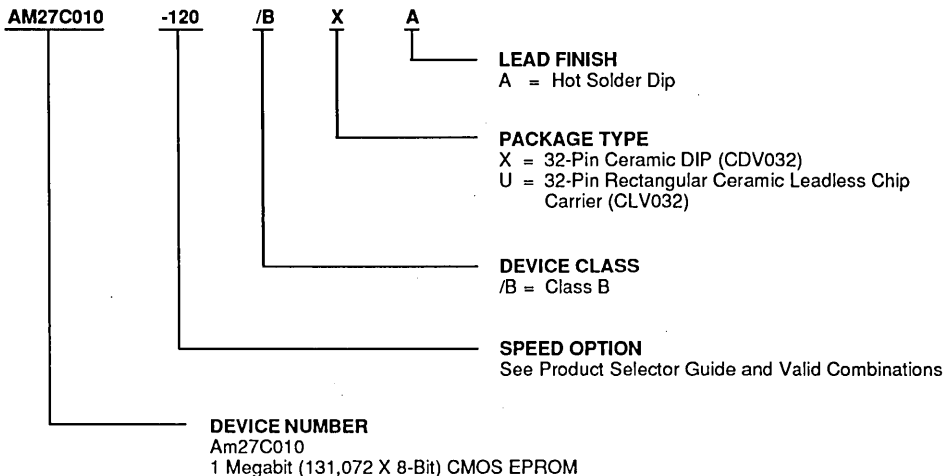 AM27C010 -120 /B X A
LEAD FINISH
A = Hot Solder Dip
PACKAGE TYPE
X = 32-Pin Ceramic DIP (CDV032)
U = 32-Pin Rectangular Ceramic Leadless Chip
Carrier (CLV032)
DEVICE CLASS
/B = Class B
SPEED OPTION
See Product Selector Guide and Valid Combinations
DEVICE NUMBER
Am27C010
1 Megabit (131,072 X 8-Bit) CMOS EPROM